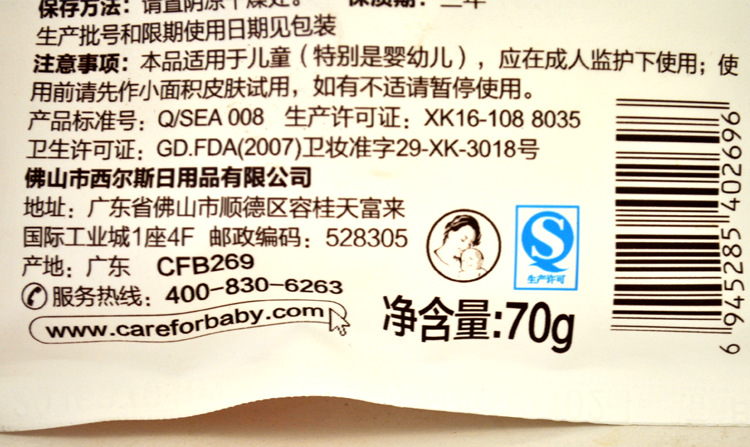 保存方法：请置阴凉干燥处。 保质期：三年
生产批号和限期使用日期见包装
注意事项：本品适用于儿童（特别是婴幼儿），应在成人监护下使用；使
用前请先作小面积皮肤试用，如有不适请暂停使用。
产品标准号：Q/SEA 008 生产许可证：XK16-108 8035
卫生许可证：GD.FDA(2007)卫妆准字29-XK-3018号
佛山市西尔斯日用品有限公司
地址：广东省佛山市顺德区容桂天富来
国际工业城1座4F 邮政编码：528305
产地：广东 CFB269
服务热线：400-830-6263
www.careforbaby.com
生产许可
净含量:70g
6 945285 402696